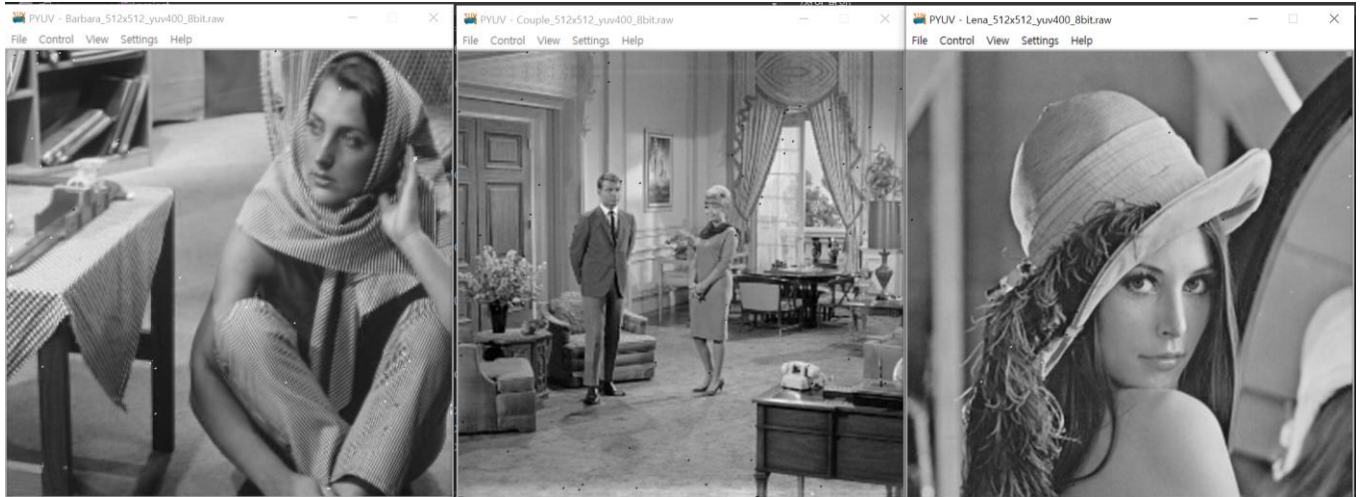 PYUV - Barbara_512x512_yuv400_8bit.raw
File Control View Settings Help
PYUV - Couple_512x512_yuv400_8bit.raw
File Control View Settings Help
PYUV - Lena_512x512_yuv400_8bit.raw
File Control View Settings Help